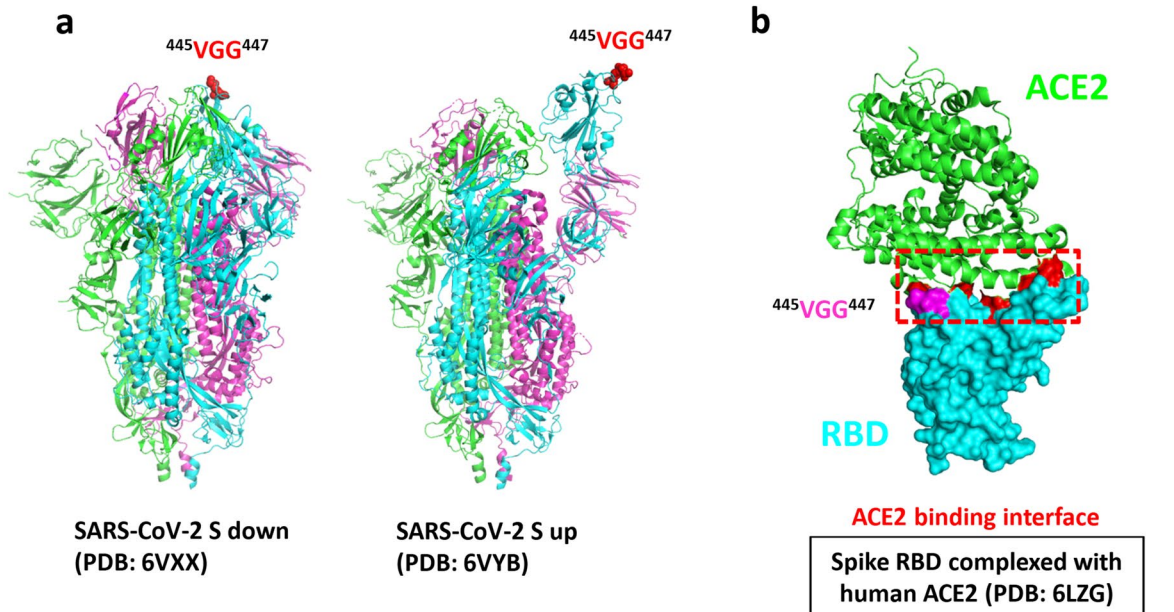 a
⁴⁴⁵VGG⁴⁴⁷
⁴⁴⁵VGG⁴⁴⁷
SARS-CoV-2 S down
(PDB: 6VXX)
SARS-CoV-2 S up
(PDB: 6VYB)
b
ACE2
⁴⁴⁵VGG⁴⁴⁷
RBD
ACE2 binding interface
Spike RBD complexed with
human ACE2 (PDB: 6LZG)